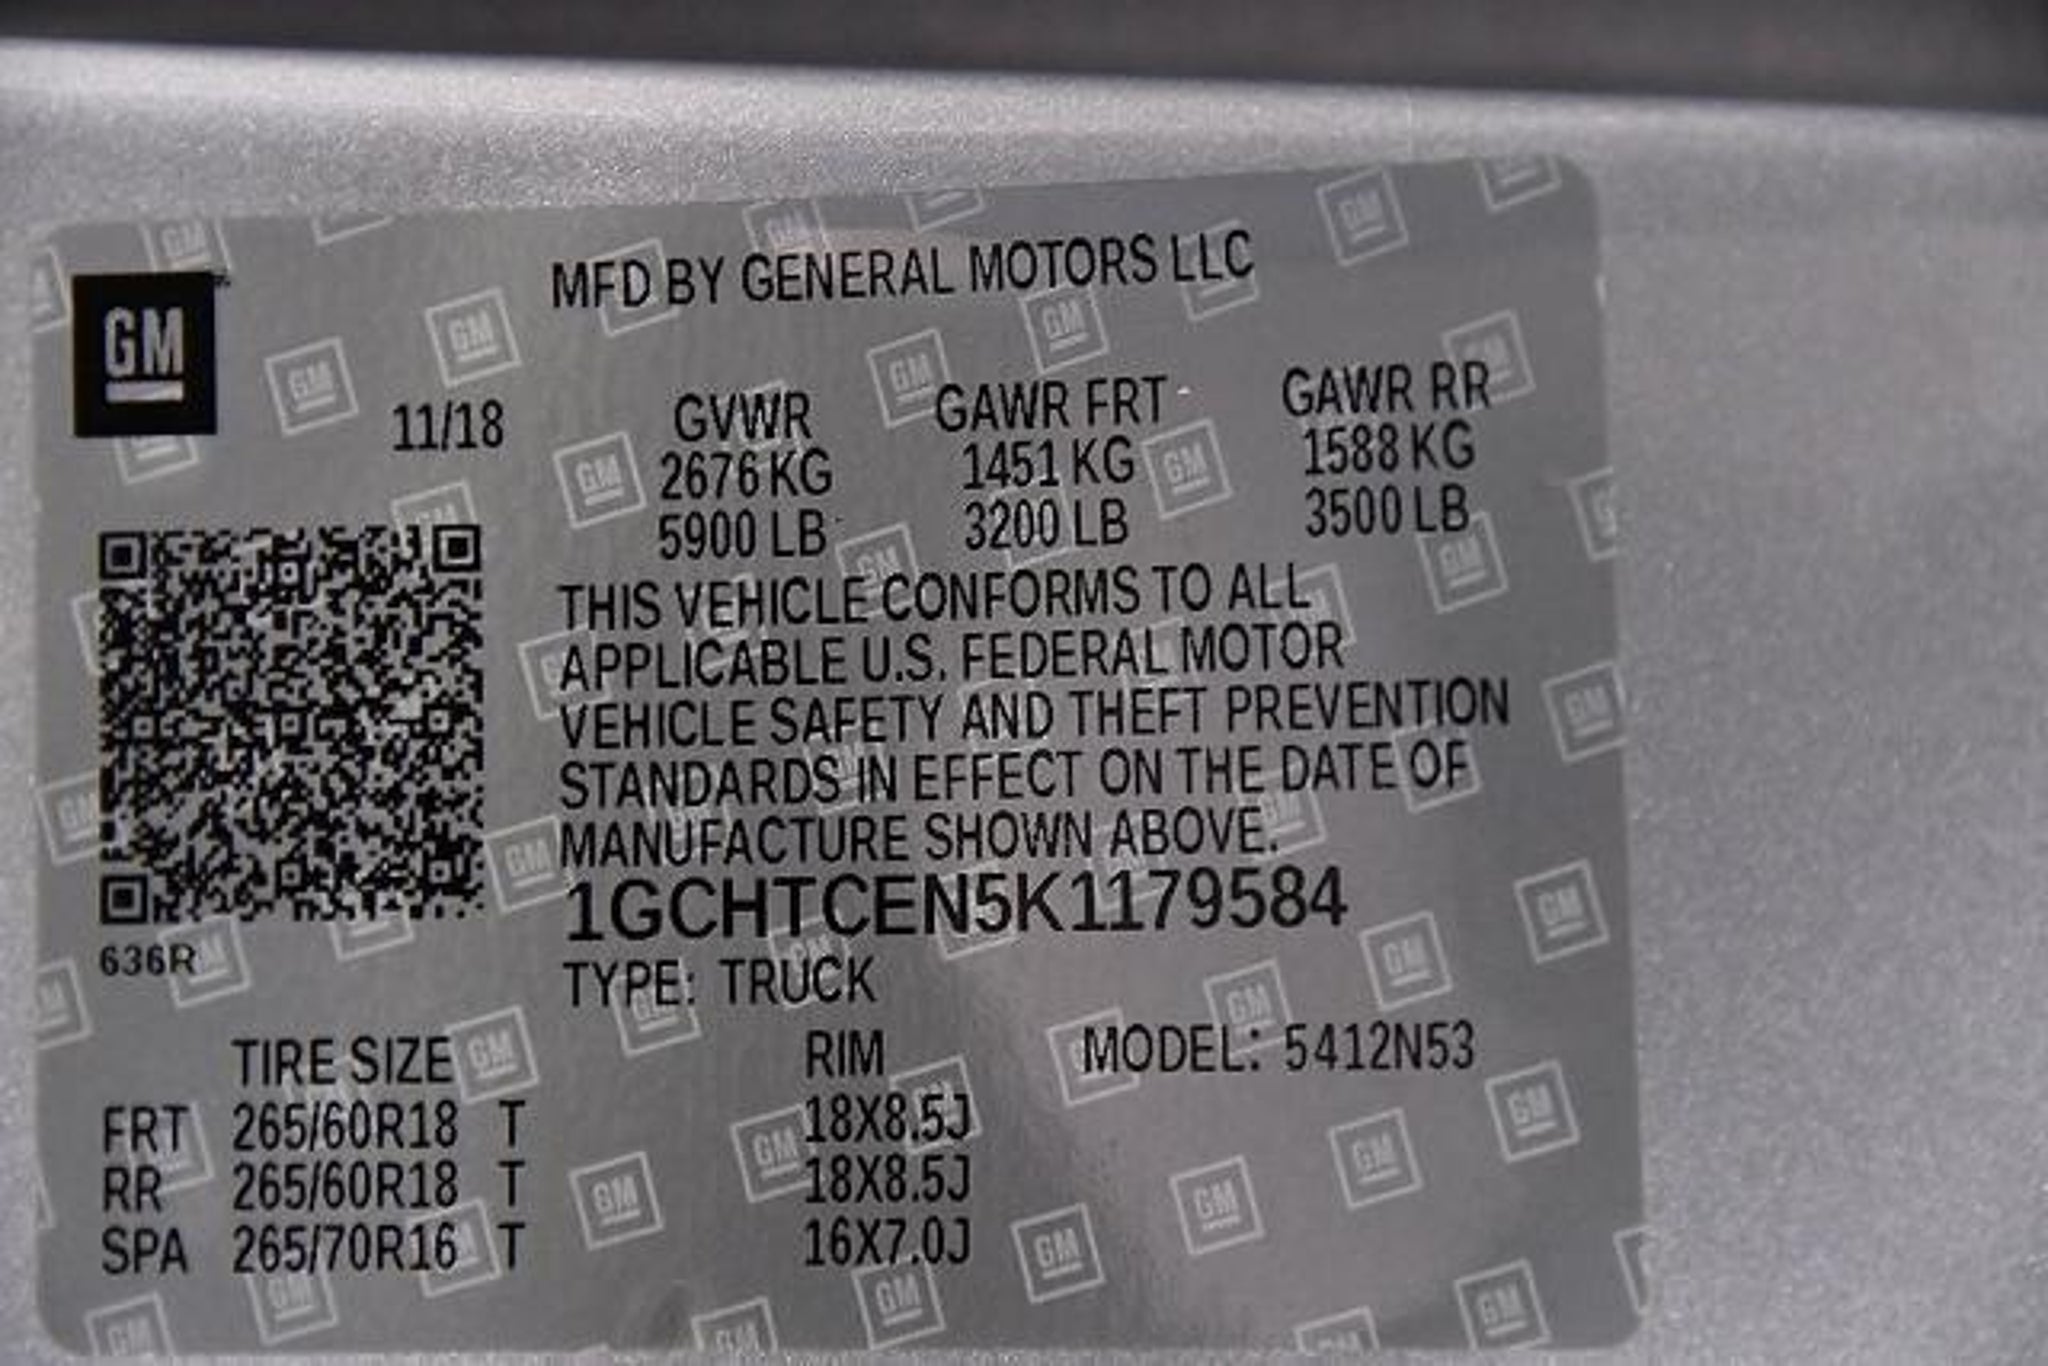 MFD BY GENERAL MOTORS LLC
GM
11/18 GVWR GAWR FRT GAWR RR
2676 KG 1451 KG 1588 KG
5900 LB 3200 LB 3500 LB
THIS VEHICLE CONFORMS TO ALL
APPLICABLE U.S. FEDERAL MOTOR
VEHICLE SAFETY AND THEFT PREVENTION
STANDARDS IN EFFECT ON THE DATE OF
MANUFACTURE SHOWN ABOVE.
1GCHTCEN5K1179584
636R
TYPE: TRUCK
TIRE SIZE RIM MODEL: 5412N53
FRT 265/60R18 T 18X8.5J
RR 265/60R18 T 18X8.5J
SPA 265/70R16 T 16X7.0J